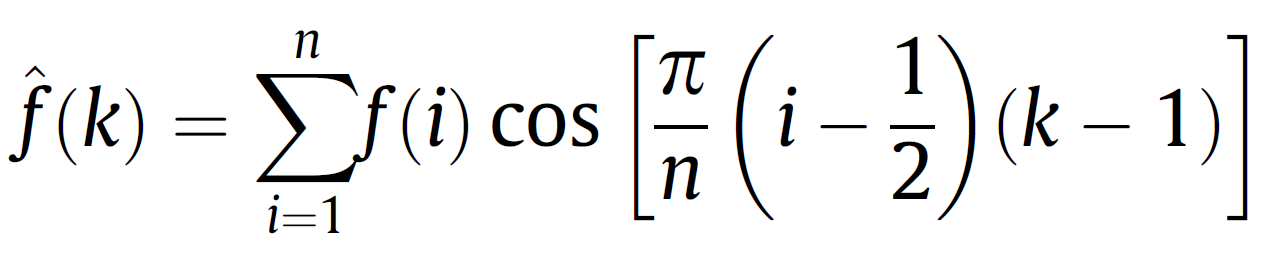 f̂(k) = ∑_{i=1}^{n} f(i) cos [π/n (i − 1/2) (k − 1)]